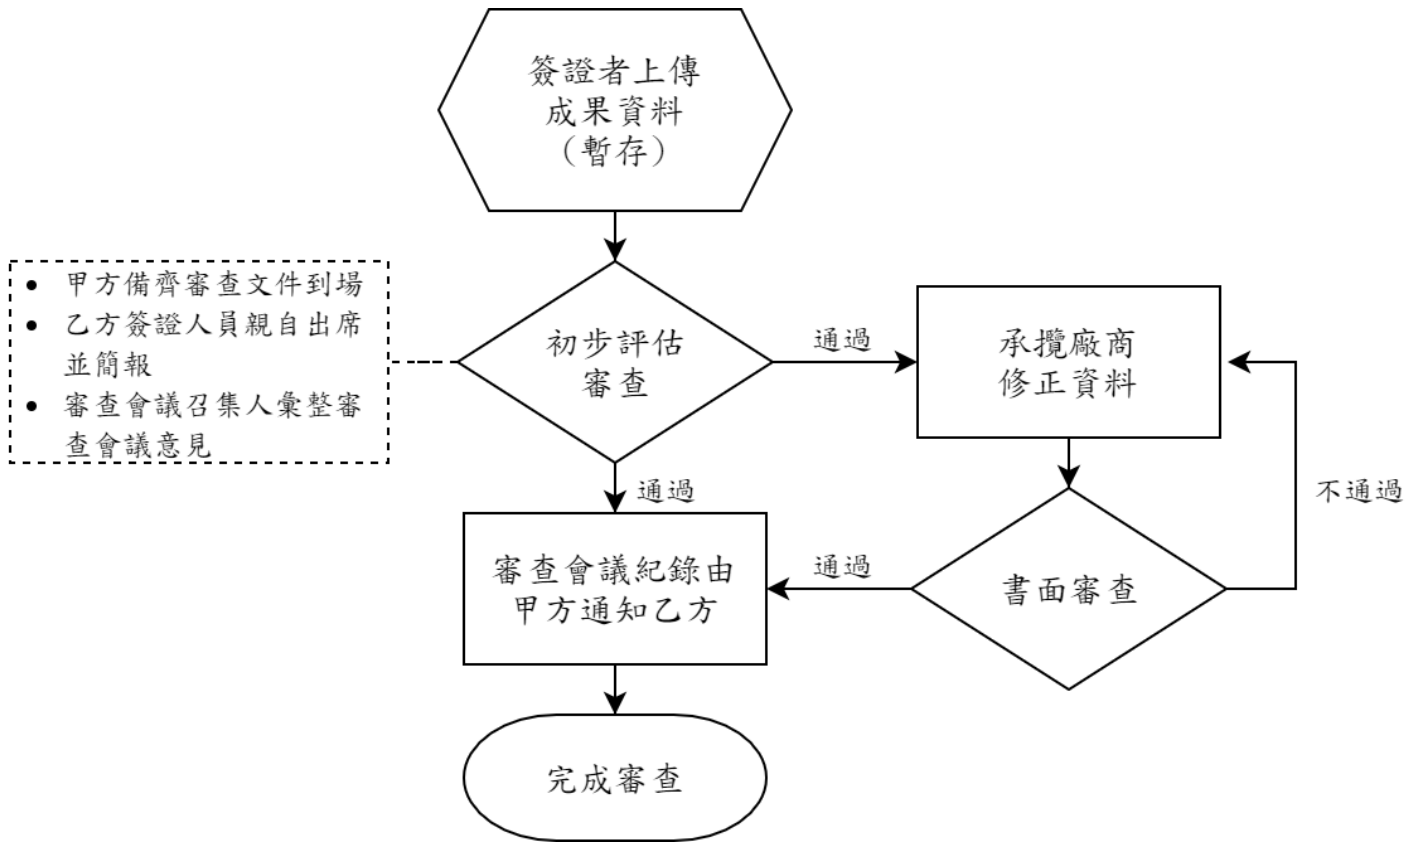 簽證者上傳
成果資料
（暫存）
• 甲方備齊審查文件到場
• 乙方簽證人員親自出席
並簡報
• 審查會議召集人彙整審
查會議意見
初步評估
審查
通過
承攬廠商
修正資料
通過
不通過
審查會議紀錄由
甲方通知乙方
通過
書面審查
完成審查